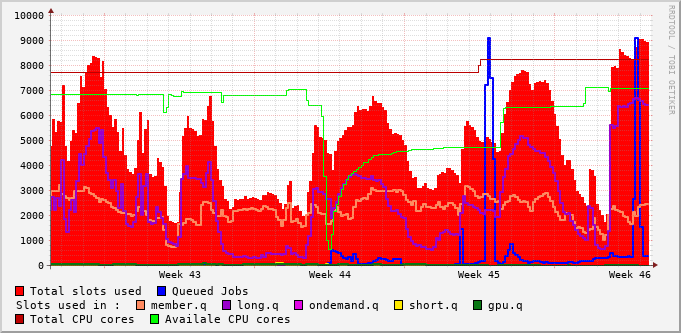 10000
9000
8000
7000
6000
5000
4000
3000
2000
1000
0
Week 43 Week 44 Week 45 Week 46
RRDTOOL / TOBI OETIKER
Total slots used Queued Jobs
Slots used in : member.q long.q ondemand.q short.q gpu.q
Total CPU cores Availale CPU cores